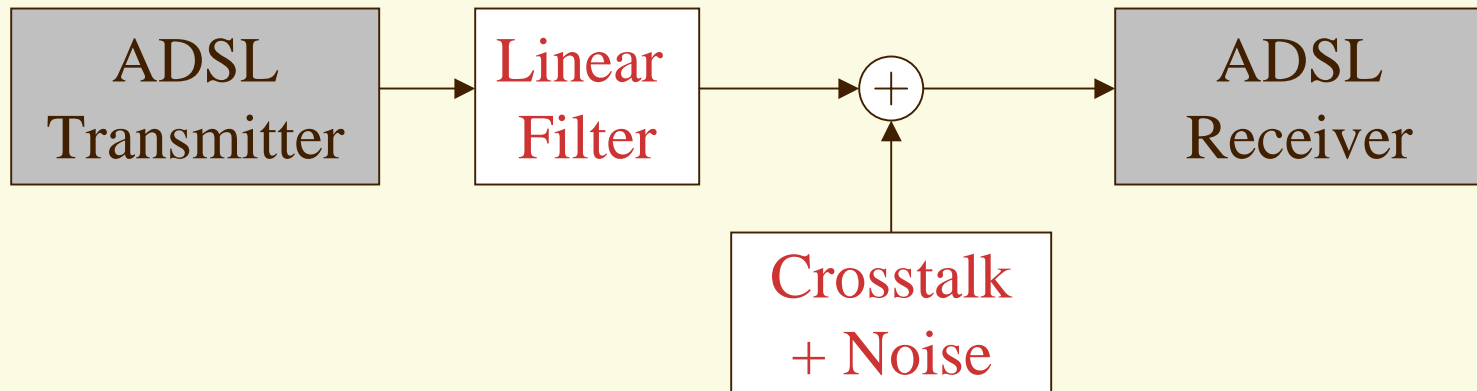 ADSL
Transmitter
Linear
Filter
+
ADSL
Receiver
Crosstalk
+ Noise